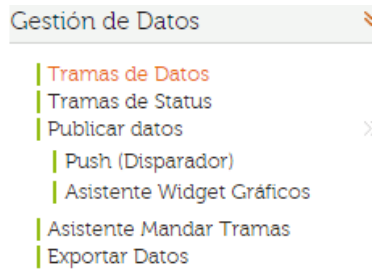 Gestión de Datos
Tramas de Datos
Tramas de Status
Publicar datos
Push (Disparador)
Asistente Widget Gráficos
Asistente Mandar Tramas
Exportar Datos